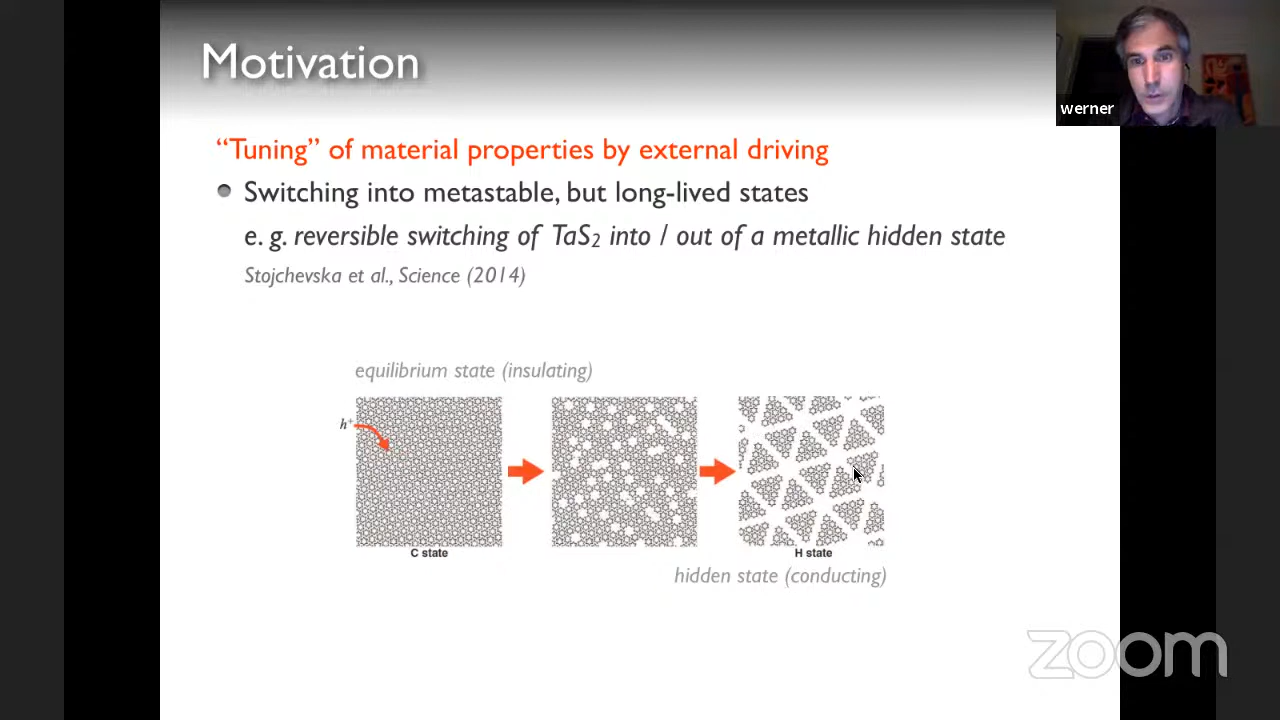 Motivation
werner
“Tuning” of material properties by external driving
Switching into metastable, but long-lived states
e. g. reversible switching of TaS2 into / out of a metallic hidden state
Stojchevska et al., Science (2014)
equilibrium state (insulating)
h+
C state
H state
hidden state (conducting)
zoom